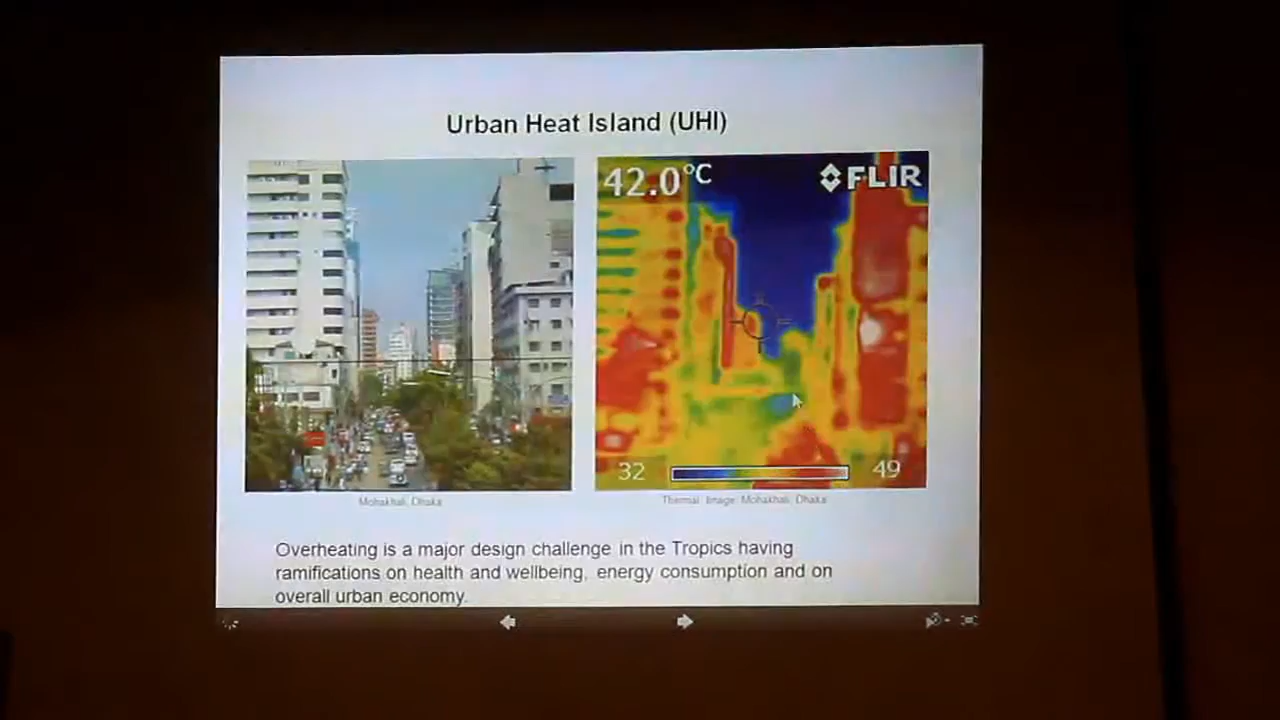 Urban Heat Island (UHI)
42.0°C
FLIR
32
49
Mohakhali, Dhaka
Thermal Image, Mohakhali, Dhaka
Overheating is a major design challenge in the Tropics having
ramifications on health and wellbeing, energy consumption and on
overall urban economy.